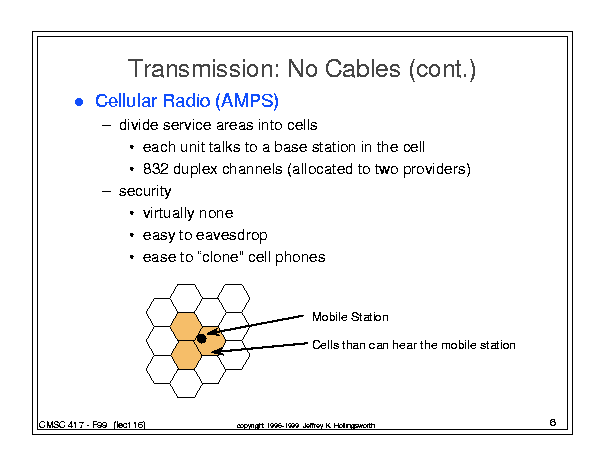 Transmission: No Cables (cont.)
● Cellular Radio (AMPS)
– divide service areas into cells
• each unit talks to a base station in the cell
• 832 duplex channels (allocated to two providers)
– security
• virtually none
• easy to eavesdrop
• ease to “clone” cell phones
Mobile Station
Cells than can hear the mobile station
CMSC 417 - F99 (lect 16)
copyright 1996-1999 Jeffrey K. Hollingsworth
6